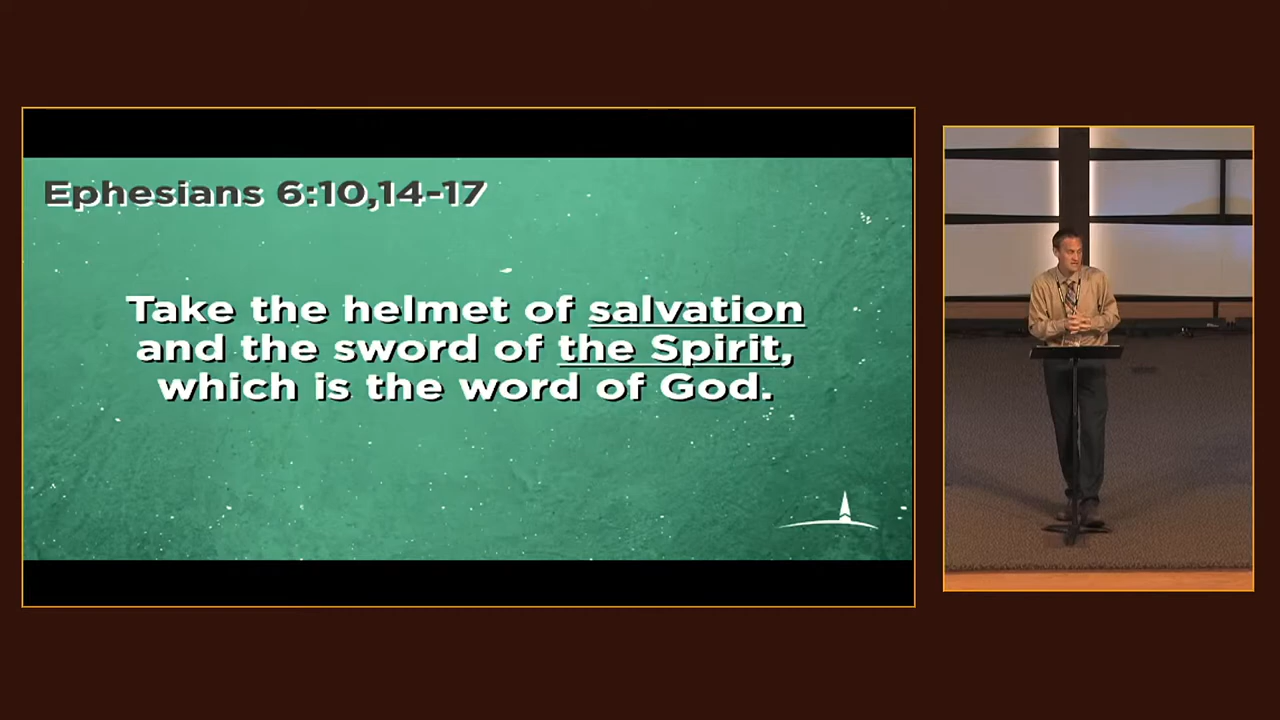 Ephesians 6:10,14-17
Take the helmet of salvation
and the sword of the Spirit,
which is the word of God.